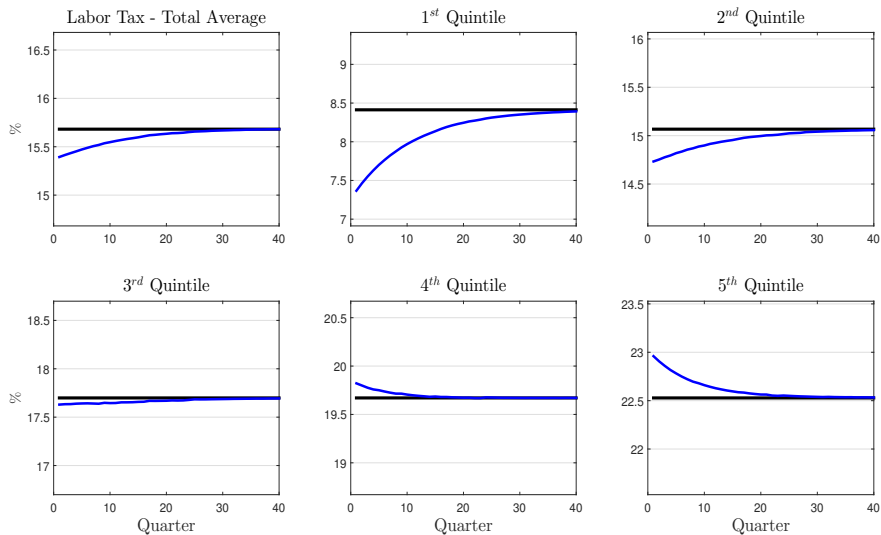 Labor Tax - Total Average
1st Quintile
2nd Quintile
%
16.5
16
15.5
15
0 10 20 30 40
9
8.5
8
7.5
7
0 10 20 30 40
16
15.5
15
14.5
0 10 20 30 40
3rd Quintile
4th Quintile
5th Quintile
%
18.5
18
17.5
17
0 10 20 30 40
Quarter
20.5
20
19.5
19
0 10 20 30 40
Quarter
23.5
23
22.5
22
0 10 20 30 40
Quarter